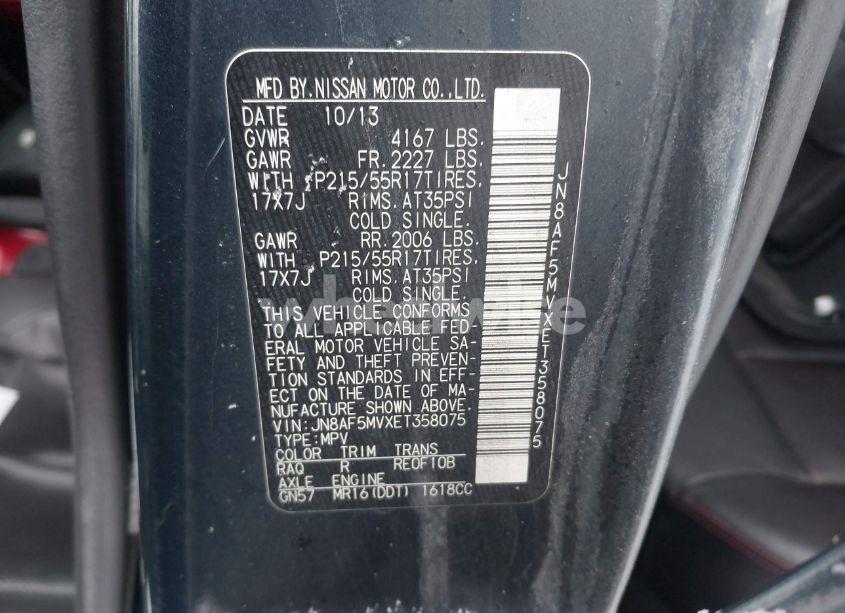 MFD BY.NISSAN MOTOR CO.,LTD.
DATE 10/13
GVWR 4167 LBS.
GAWR FR. 2227 LBS.
WITH P215/55R17TIRES.
17X7J RIMS. AT35PSI
COLD SINGLE.
GAWR RR. 2006 LBS.
WITH P215/55R17TIRES.
17X7J RIMS. AT35PSI
COLD SINGLE.
THIS VEHICLE CONFORMS
TO ALL APPLICABLE FED-
ERAL MOTOR VEHICLE SA-
FETY AND THEFT PREVEN-
TION STANDARDS IN EFF-
ECT ON THE DATE OF MA-
NUFACTURE SHOWN ABOVE.
VIN:JN8AF5MVXET358075
TYPE:MPV
COLOR TRIM TRANS
RAQ R RE0F10B
AXLE ENGINE
GN57 MR16(DDT) 1618CC
JN8AF5MVXET358075